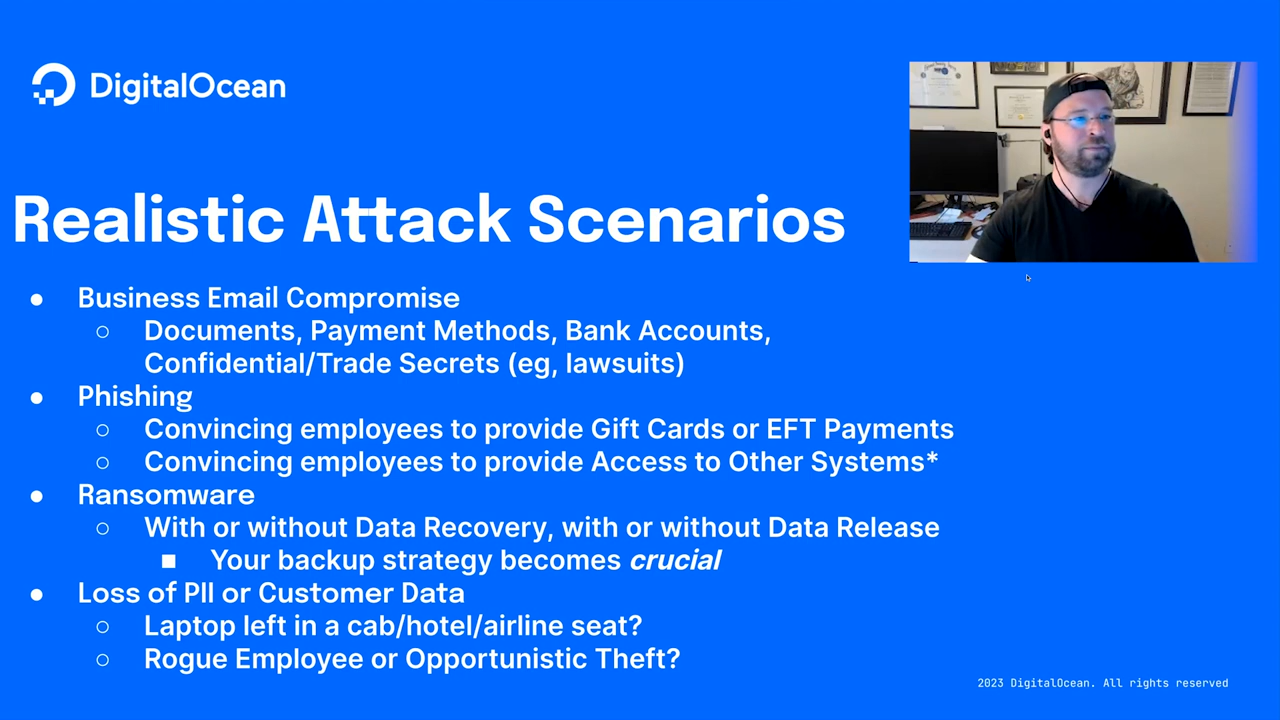 DigitalOcean
Realistic Attack Scenarios
● Business Email Compromise
○ Documents, Payment Methods, Bank Accounts,
Confidential/Trade Secrets (eg, lawsuits)
● Phishing
○ Convincing employees to provide Gift Cards or EFT Payments
○ Convincing employees to provide Access to Other Systems*
● Ransomware
○ With or without Data Recovery, with or without Data Release
■ Your backup strategy becomes crucial
● Loss of PII or Customer Data
○ Laptop left in a cab/hotel/airline seat?
○ Rogue Employee or Opportunistic Theft?
2023 DigitalOcean. All rights reserved